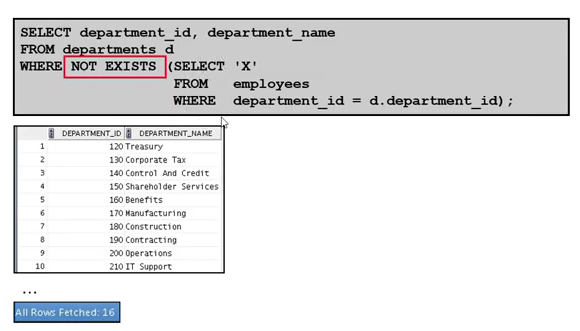 SELECT department_id, department_name
FROM departments d
WHERE NOT EXISTS (SELECT 'X'
FROM employees
WHERE department_id = d.department_id);
DEPARTMENT_ID DEPARTMENT_NAME
1 120 Treasury
2 130 Corporate Tax
3 140 Control And Credit
4 150 Shareholder Services
5 160 Benefits
6 170 Manufacturing
7 180 Construction
8 190 Contracting
9 200 Operations
10 210 IT Support
...
All Rows Fetched: 16